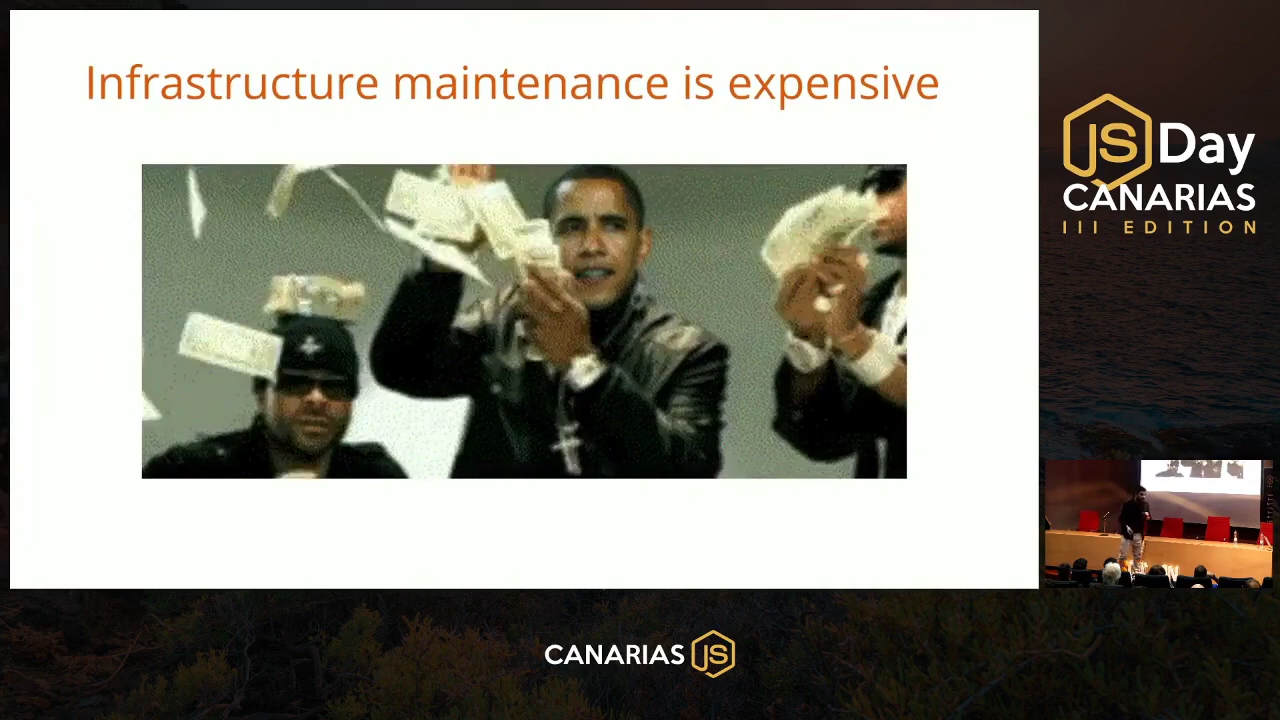 Infrastructure maintenance is expensive
JS Day
CANARIAS
III EDITION
CANARIAS JS